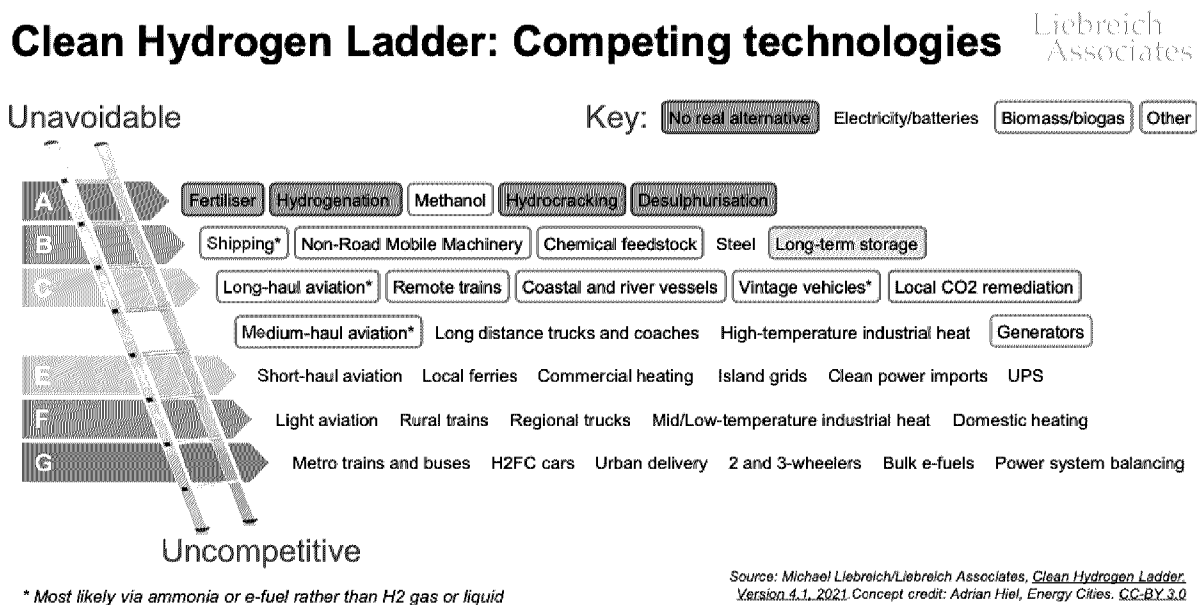 Clean Hydrogen Ladder: Competing technologies
Liebreich
Associates
Unavoidable
Key: No real alternative Electricity/batteries Biomass/biogas Other
A Fertiliser Hydrogenation Methanol Hydrocracking Desulphurisation
B Shipping* Non-Road Mobile Machinery Chemical feedstock Steel Long-term storage
C Long-haul aviation* Remote trains Coastal and river vessels Vintage vehicles* Local CO2 remediation
Medium-haul aviation* Long distance trucks and coaches High-temperature industrial heat Generators
E Short-haul aviation Local ferries Commercial heating Island grids Clean power imports UPS
F Light aviation Rural trains Regional trucks Mid/Low-temperature industrial heat Domestic heating
G Metro trains and buses H2FC cars Urban delivery 2 and 3-wheelers Bulk e-fuels Power system balancing
Uncompetitive
* Most likely via ammonia or e-fuel rather than H2 gas or liquid
Source: Michael Liebreich/Liebreich Associates, Clean Hydrogen Ladder,
Version 4.1, 2021. Concept credit: Adrian Hiel, Energy Cities. CC-BY 3.0